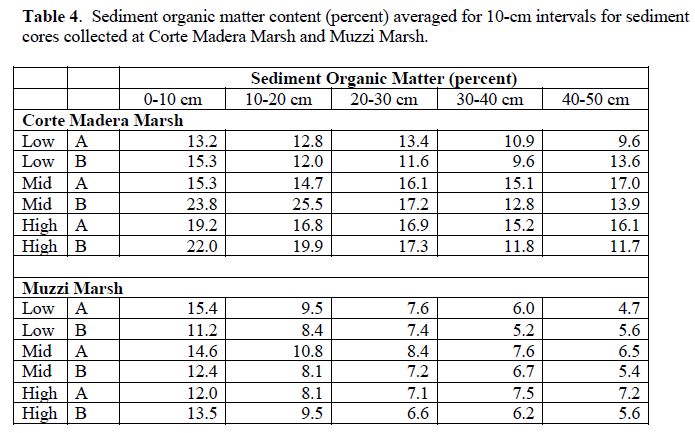 Table 4. Sediment organic matter content (percent) averaged for 10-cm intervals for sediment
cores collected at Corte Madera Marsh and Muzzi Marsh.
Sediment Organic Matter (percent)
0-10 cm 10-20 cm 20-30 cm 30-40 cm 40-50 cm
Corte Madera Marsh
Low A 13.2 12.8 13.4 10.9 9.6
Low B 15.3 12.0 11.6 9.6 13.6
Mid A 15.3 14.7 16.1 15.1 17.0
Mid B 23.8 25.5 17.2 12.8 13.9
High A 19.2 16.8 16.9 15.2 16.1
High B 22.0 19.9 17.3 11.8 11.7
Muzzi Marsh
Low A 15.4 9.5 7.6 6.0 4.7
Low B 11.2 8.4 7.4 5.2 5.6
Mid A 14.6 10.8 8.4 7.6 6.5
Mid B 12.4 8.1 7.2 6.7 5.4
High A 12.0 8.1 7.1 7.5 7.2
High B 13.5 9.5 6.6 6.2 5.6